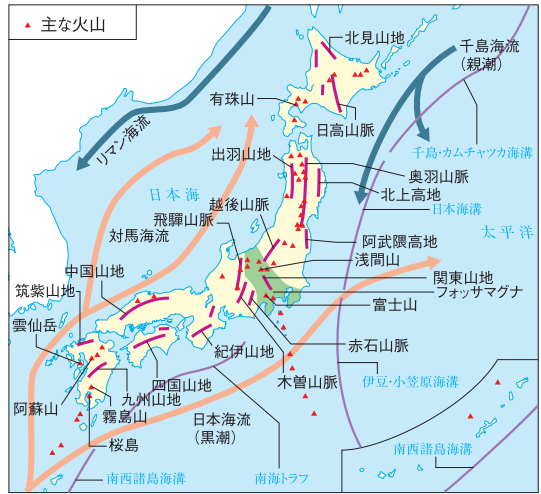 主な火山
北見山地
千島海流
(親潮)
有珠山
リマン海流
日高山脈
千島・カムチャツカ海溝
出羽山地
奥羽山脈
日本海
北上高地
越後山脈
日本海溝
飛騨山脈
太平洋
対馬海流
阿武隈高地
浅間山
中国山地
関東山地
筑紫山地
フォッサマグナ
富士山
雲仙岳
赤石山脈
紀伊山地
木曽山脈
伊豆・小笠原海溝
四国山地
九州山地
阿蘇山
霧島山
日本海流
(黒潮)
桜島
南西諸島海溝
南海トラフ
南西諸島海溝